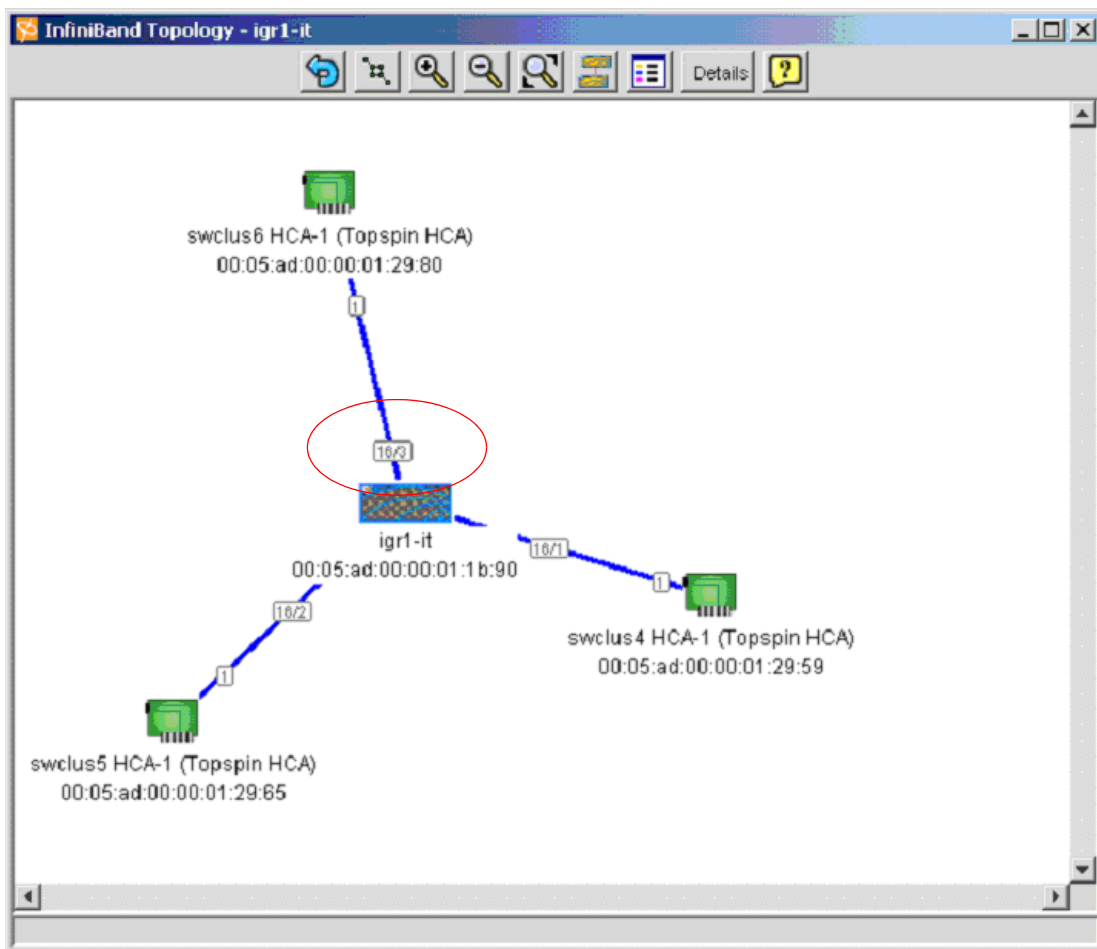 InfiniBand Topology - igr1-it
Details
?
swclus6 HCA-1 (Topspin HCA)
00:05:ad:00:00:01:29:80
1
16/3
igr1-it
00:05:ad:00:00:01:1b:90
16/1
1
16/2
swclus4 HCA-1 (Topspin HCA)
00:05:ad:00:00:01:29:59
1
swclus5 HCA-1 (Topspin HCA)
00:05:ad:00:00:01:29:65